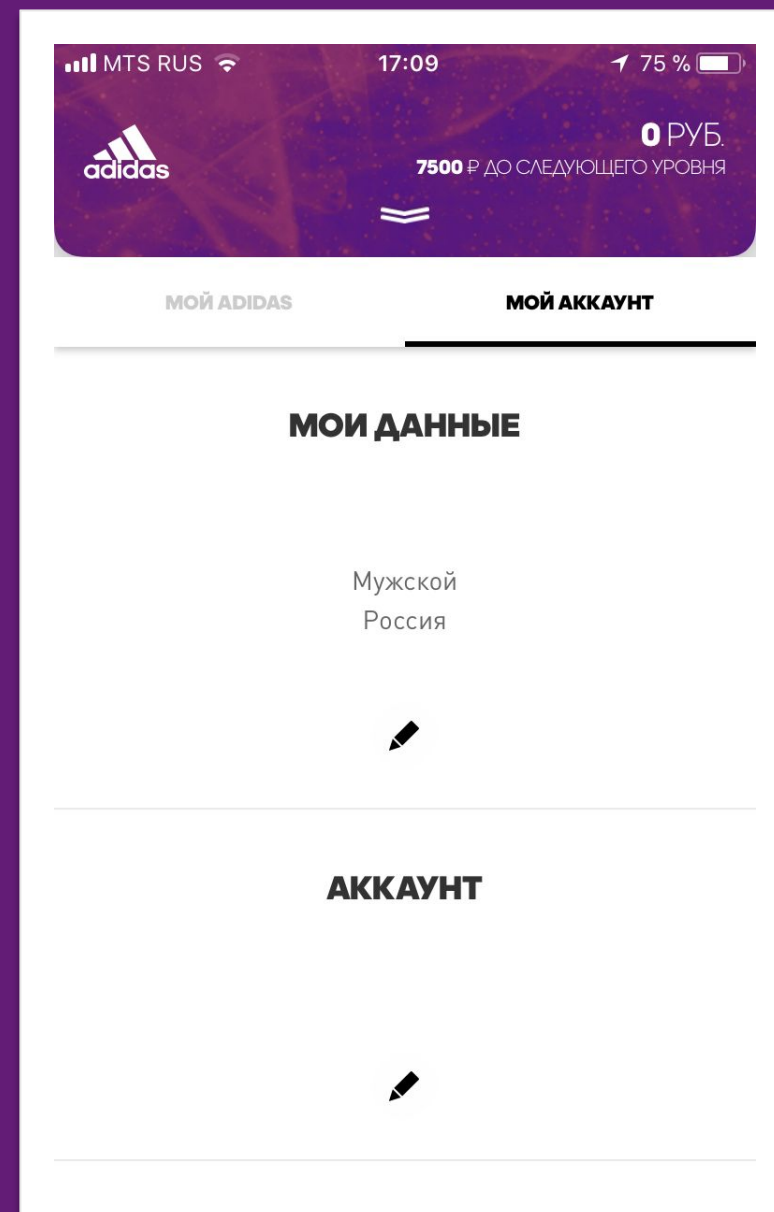 MTS RUS 17:09 75 %
adidas
0 РУБ.
7500 ₽ ДО СЛЕДУЮЩЕГО УРОВНЯ
МОЙ ADIDAS МОЙ АККАУНТ
МОИ ДАННЫЕ
Мужской
Россия
АККАУНТ